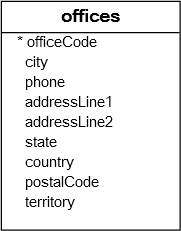 offices
* officeCode
city
phone
addressLine1
addressLine2
state
country
postalCode
territory